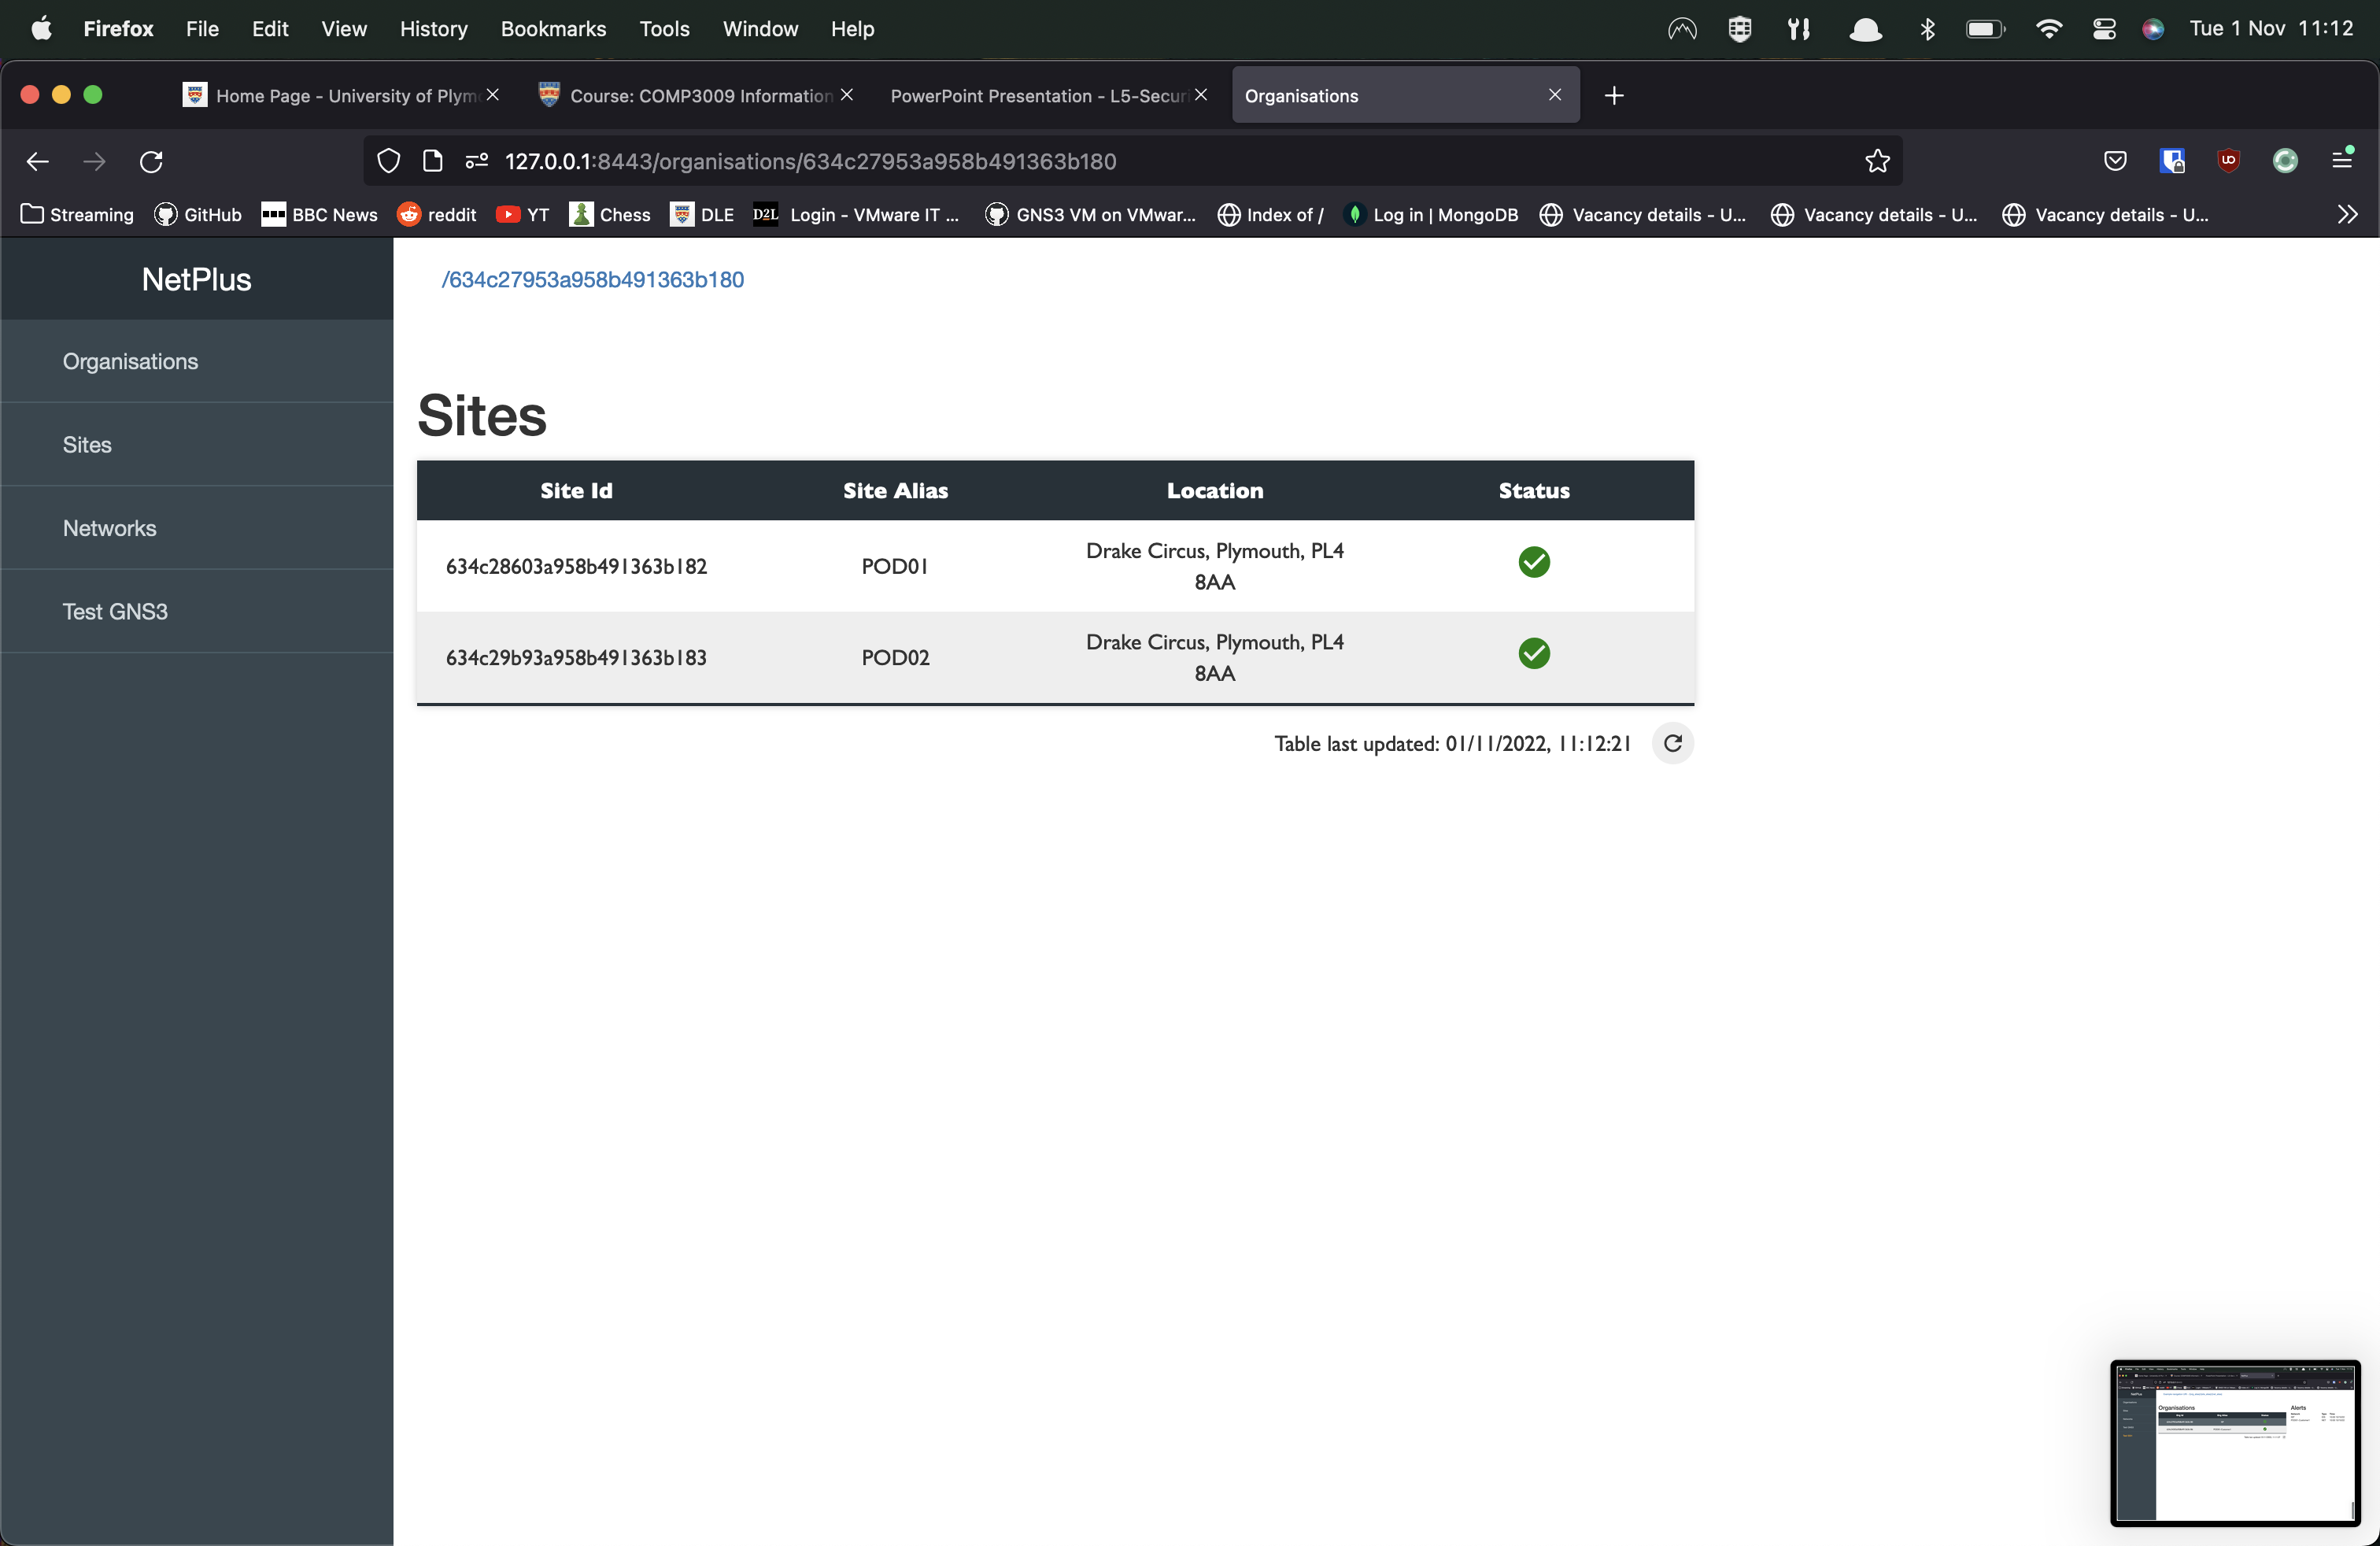 Firefox File Edit View History Bookmarks Tools Window Help Tue 1 Nov 11:12
Home Page - University of Plym Course: COMP3009 Information PowerPoint Presentation - L5-Secur Organisations
127.0.0.1:8443/organisations/634c27953a958b491363b180
Streaming GitHub BBC News reddit YT Chess DLE D2L Login - VMware IT ... GNS3 VM on VMwar... Index of / Log in | MongoDB Vacancy details - U... Vacancy details - U... Vacancy details - U...
NetPlus
Organisations
Sites
Networks
Test GNS3
/634c27953a958b491363b180
Sites
Site Id Site Alias Location Status
634c28603a958b491363b182 POD01 Drake Circus, Plymouth, PL4
8AA
634c29b93a958b491363b183 POD02 Drake Circus, Plymouth, PL4
8AA
Table last updated: 01/11/2022, 11:12:21
Organisations
Alerts